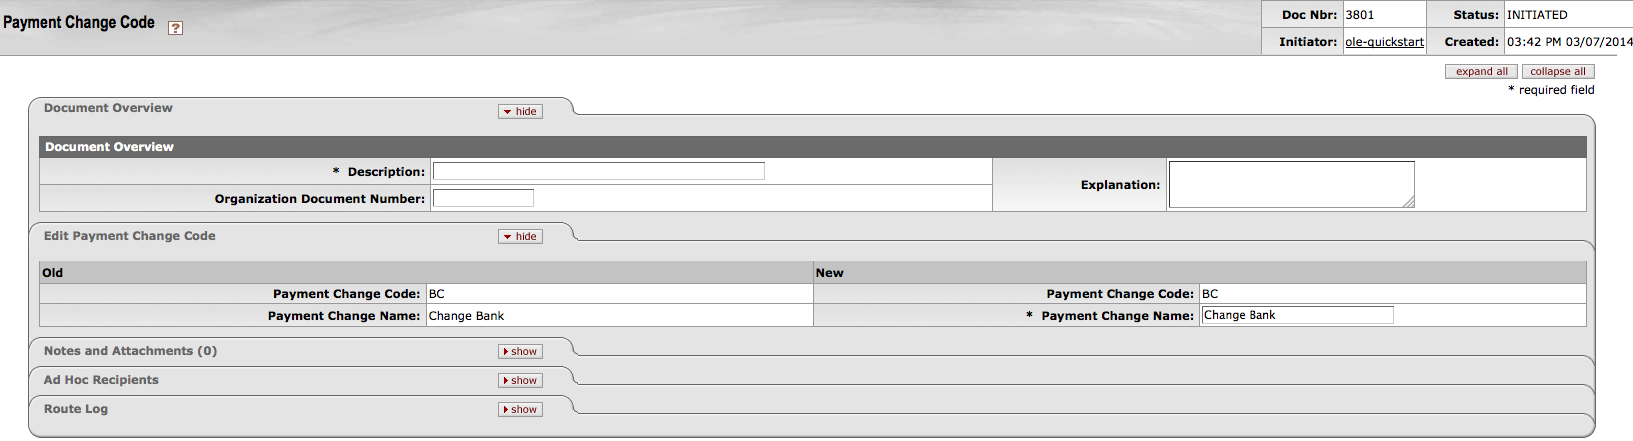 Payment Change Code ?
Doc Nbr: 3801 Status: INITIATED
Initiator: ole-quickstart Created: 03:42 PM 03/07/2014
expand all collapse all
* required field
Document Overview hide
Document Overview
* Description: Explanation:
Organization Document Number:
Edit Payment Change Code hide
Old New
Payment Change Code: BC Payment Change Code: BC
Payment Change Name: Change Bank * Payment Change Name: Change Bank
Notes and Attachments (0) show
Ad Hoc Recipients show
Route Log show